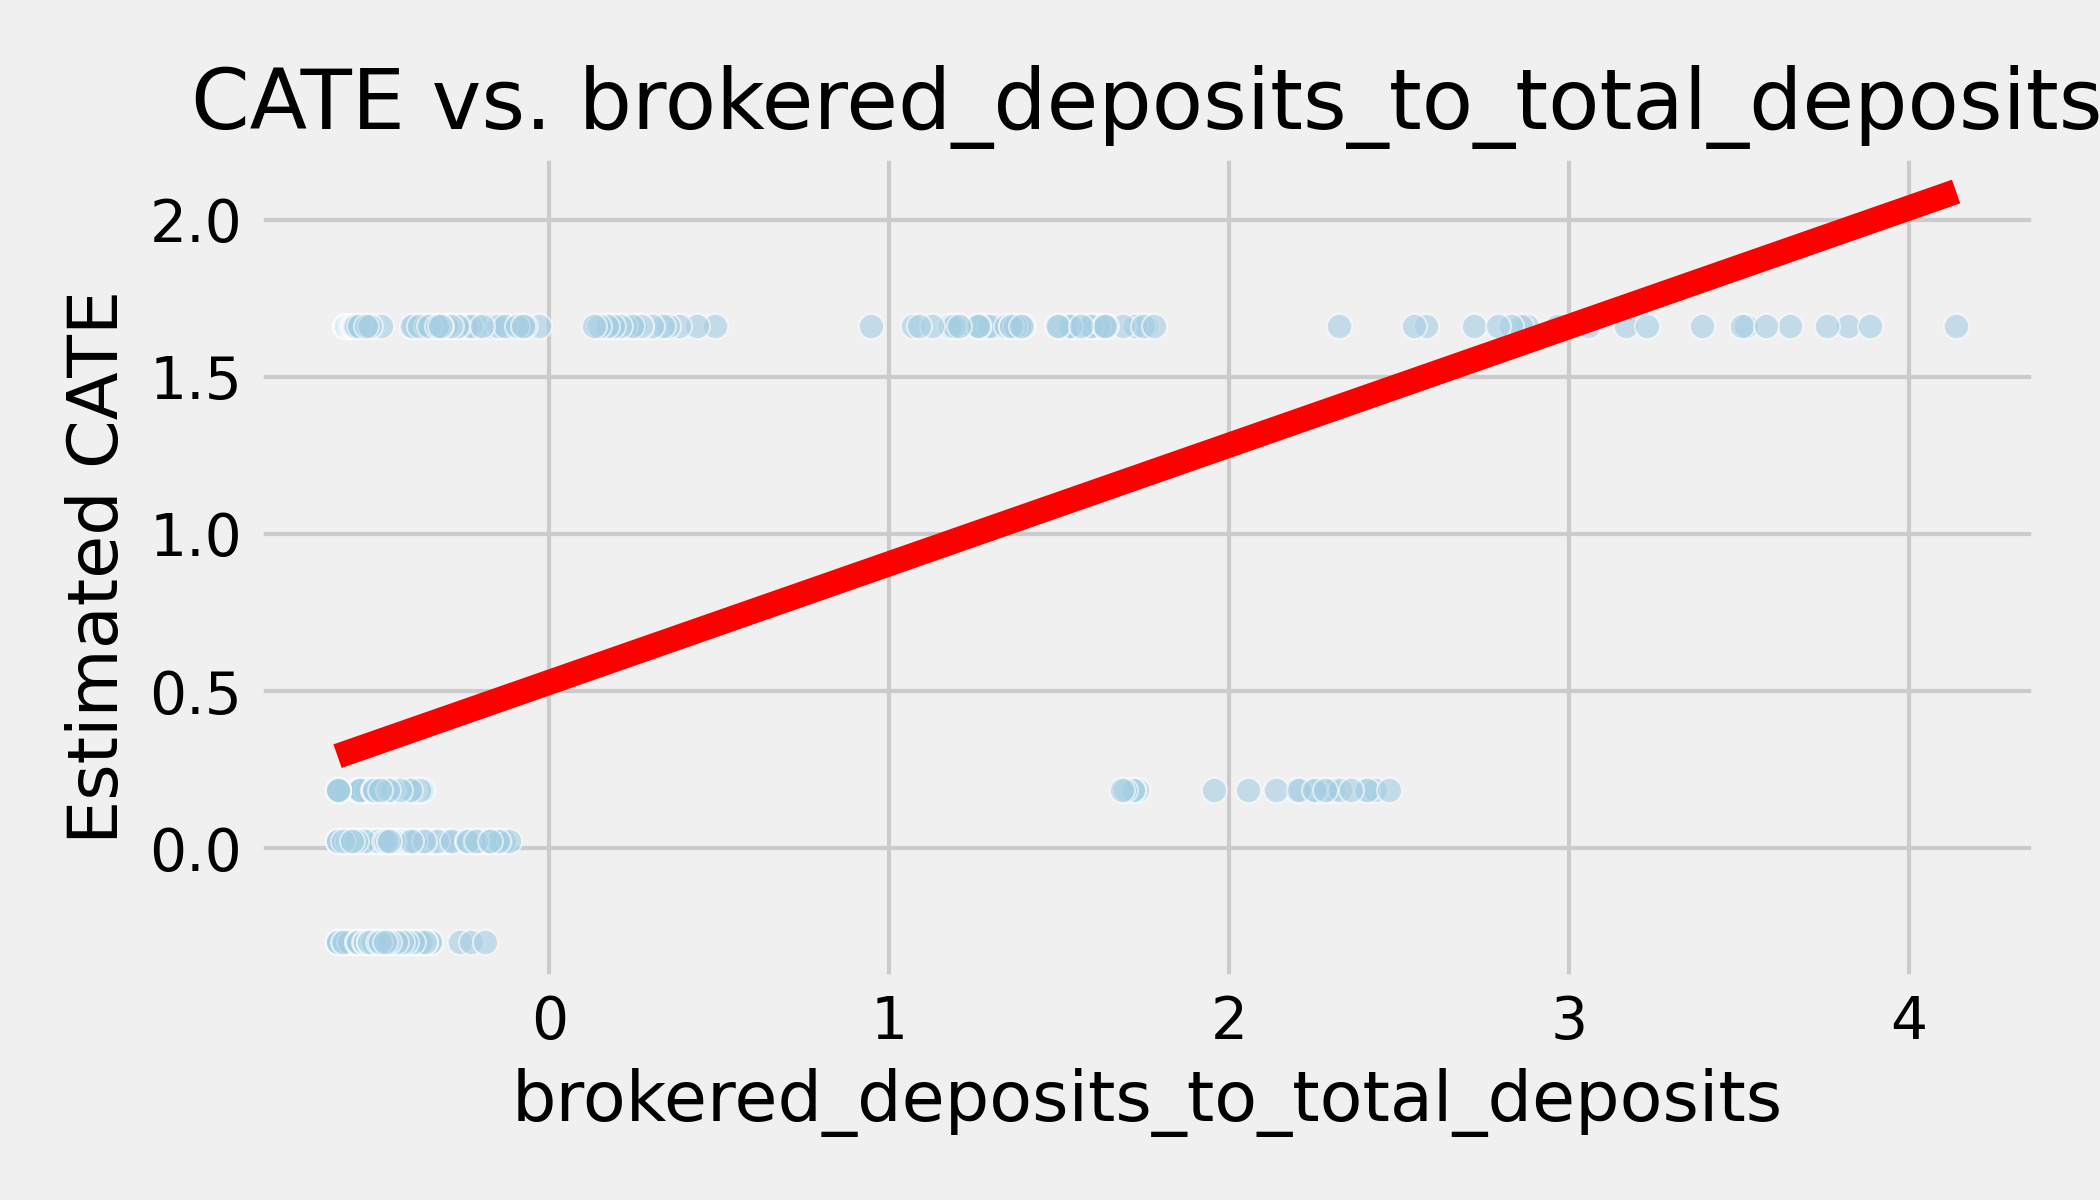 CATE vs. brokered_deposits_to_total_deposits
Estimated CATE
2.0
1.5
1.0
0.5
0.0
0 1 2 3 4
brokered_deposits_to_total_deposits